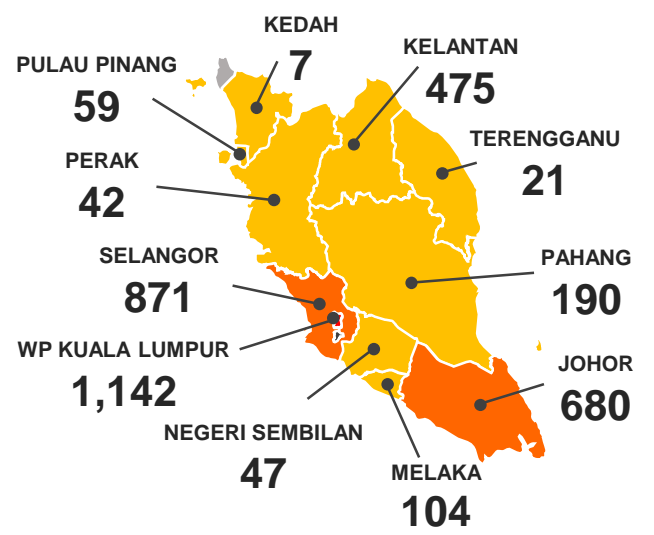 KEDAH
7
KELANTAN
475
PULAU PINANG
59
TERENGGANU
21
PERAK
42
SELANGOR
871
PAHANG
190
WP KUALA LUMPUR
1,142
JOHOR
680
NEGERI SEMBILAN
47
MELAKA
104